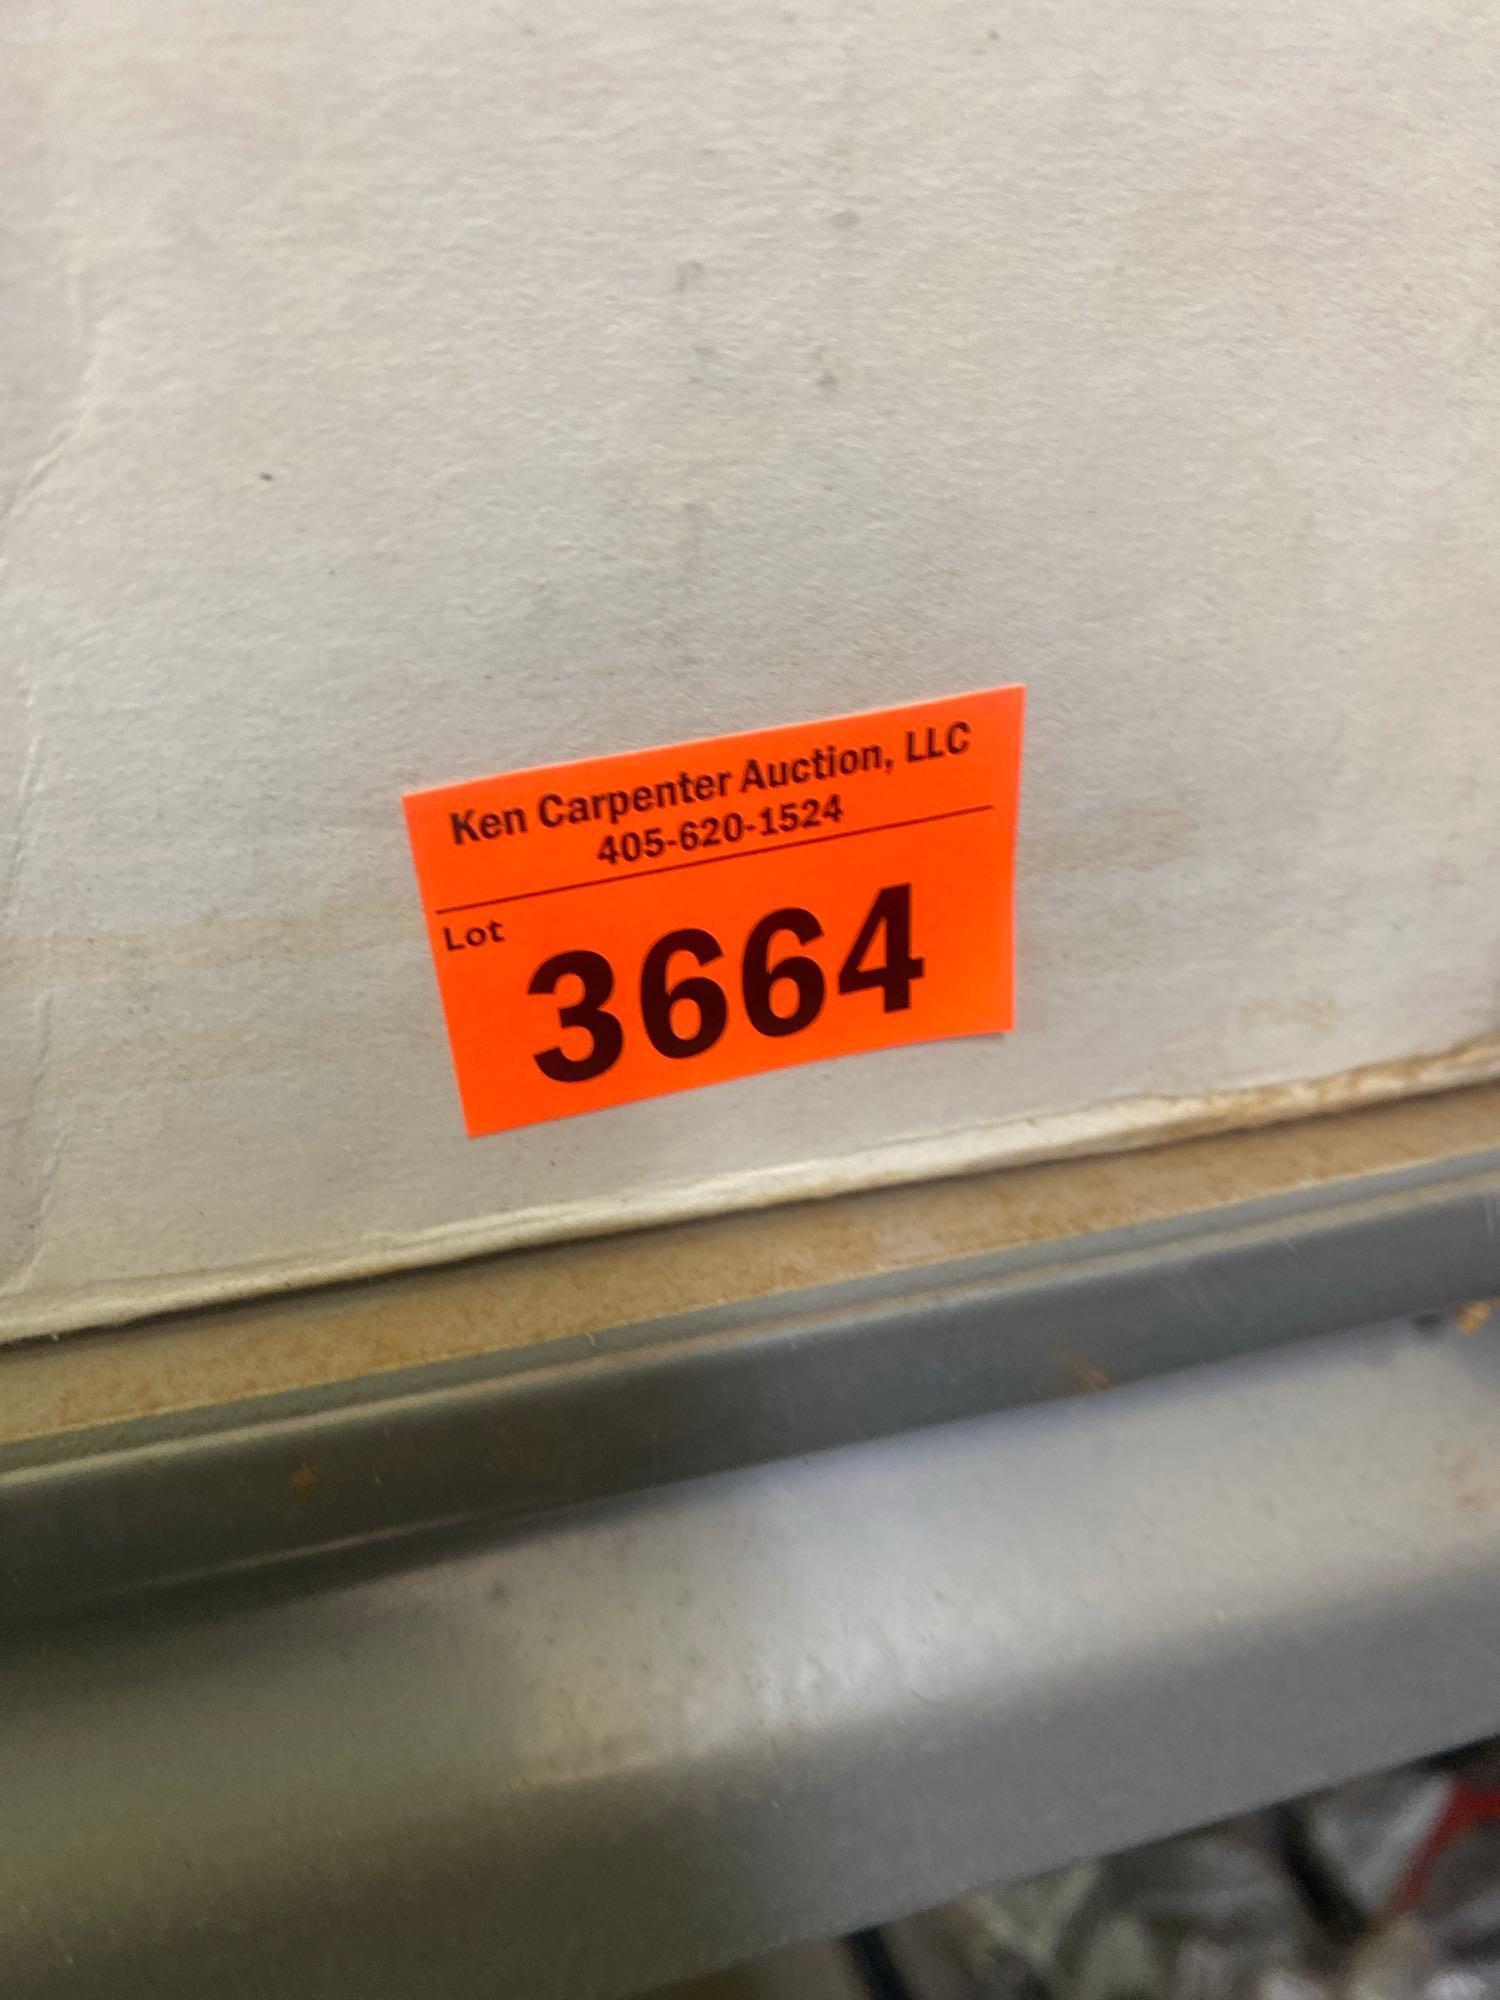 Ken Carpenter Auction, LLC
405-620-1524
Lot
3664